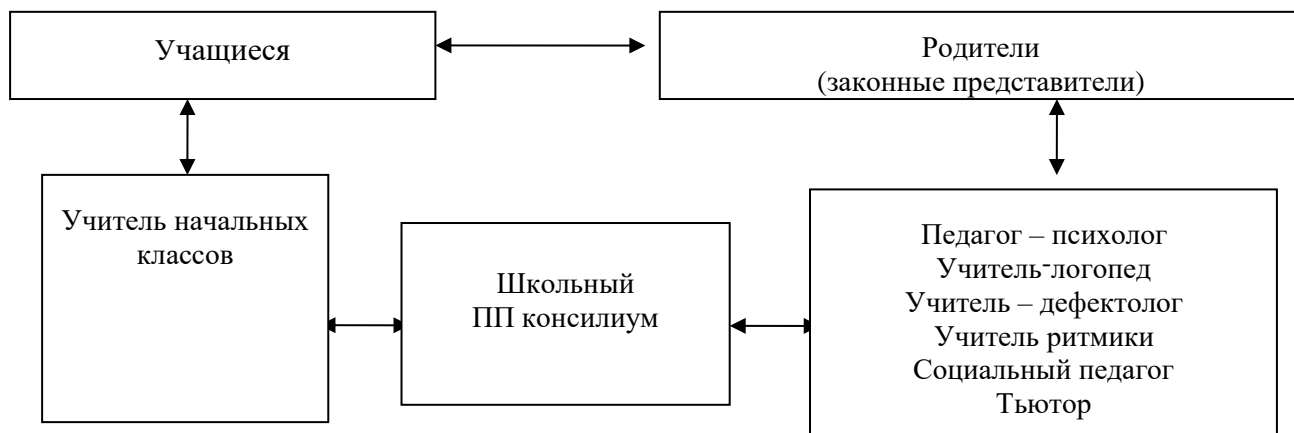 Учащиеся
Родители
(законные представители)
Учитель начальных
классов
Школьный
ПП консилиум
Педагог – психолог
Учитель-логопед
Учитель – дефектолог
Учитель ритмики
Социальный педагог
Тьютор